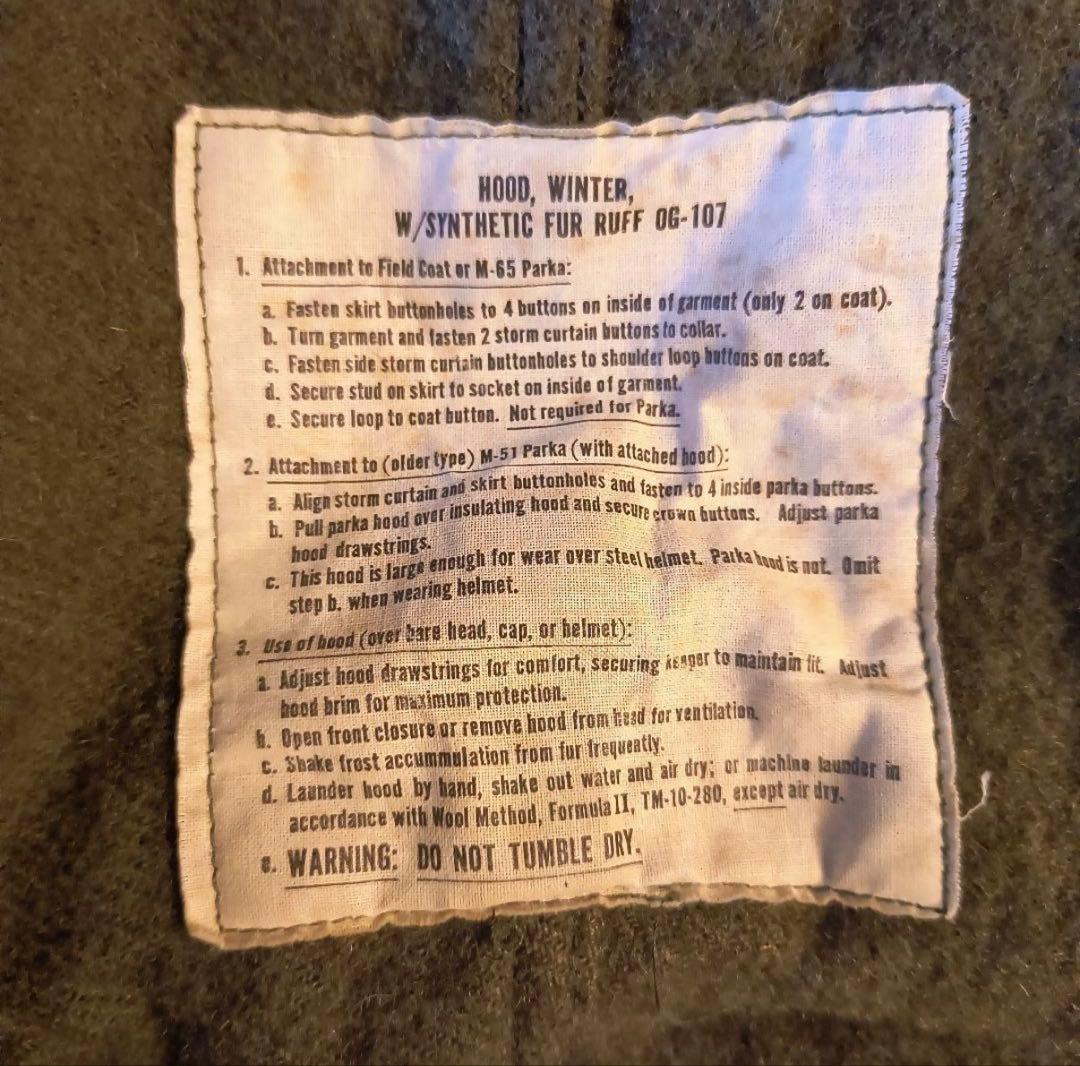 HOOD, WINTER,
W/SYNTHETIC FUR RUFF OG-107
1. Attachment to Field Coat or M-65 Parka:
a. Fasten skirt buttonholes to 4 buttons on inside of garment (only 2 on coat).
b. Turn garment and fasten 2 storm curtain buttons to collar.
c. Fasten side storm curtain buttonholes to shoulder loop buttons on coat.
d. Secure stud on skirt to socket on inside of garment.
e. Secure loop to coat button. Not required for Parka.
2. Attachment to (older type) M-51 Parka (with attached hood):
a. Align storm curtain and skirt buttonholes and fasten to 4 inside parka buttons.
b. Pull parka hood over insulating hood and secure crown buttons. Adjust parka
hood drawstrings.
c. This hood is large enough for wear over steel helmet. Parka hood is not. Omit
step b. when wearing helmet.
3. Use of hood (over bare head, cap, or helmet):
a. Adjust hood drawstrings for comfort, securing keeper to maintain fit. Adjust
hood brim for maximum protection.
b. Open front closure or remove hood from head for ventilation.
c. Shake frost accummulation from fur frequently.
d. Launder hood by hand, shake out water and air dry; or machine launder in
accordance with Wool Method, Formula II, TM-10-280, except air dry.
e. WARNING: DO NOT TUMBLE DRY.